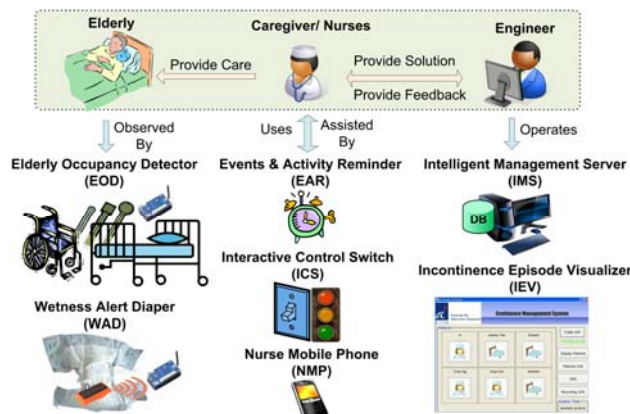 Elderly
Caregiver/ Nurses
Engineer
Provide Care
Provide Solution
Provide Feedback
Observed
By
Uses
Assisted
By
Operates
Elderly Occupancy Detector
(EOD)
Events & Activity Reminder
(EAR)
Intelligent Management Server
(IMS)
DB
Interactive Control Switch
(ICS)
Incontinence Episode Visualizer
(IEV)
Wetness Alert Diaper
(WAD)
Continence Management System
Nurse Mobile Phone
(NMP)